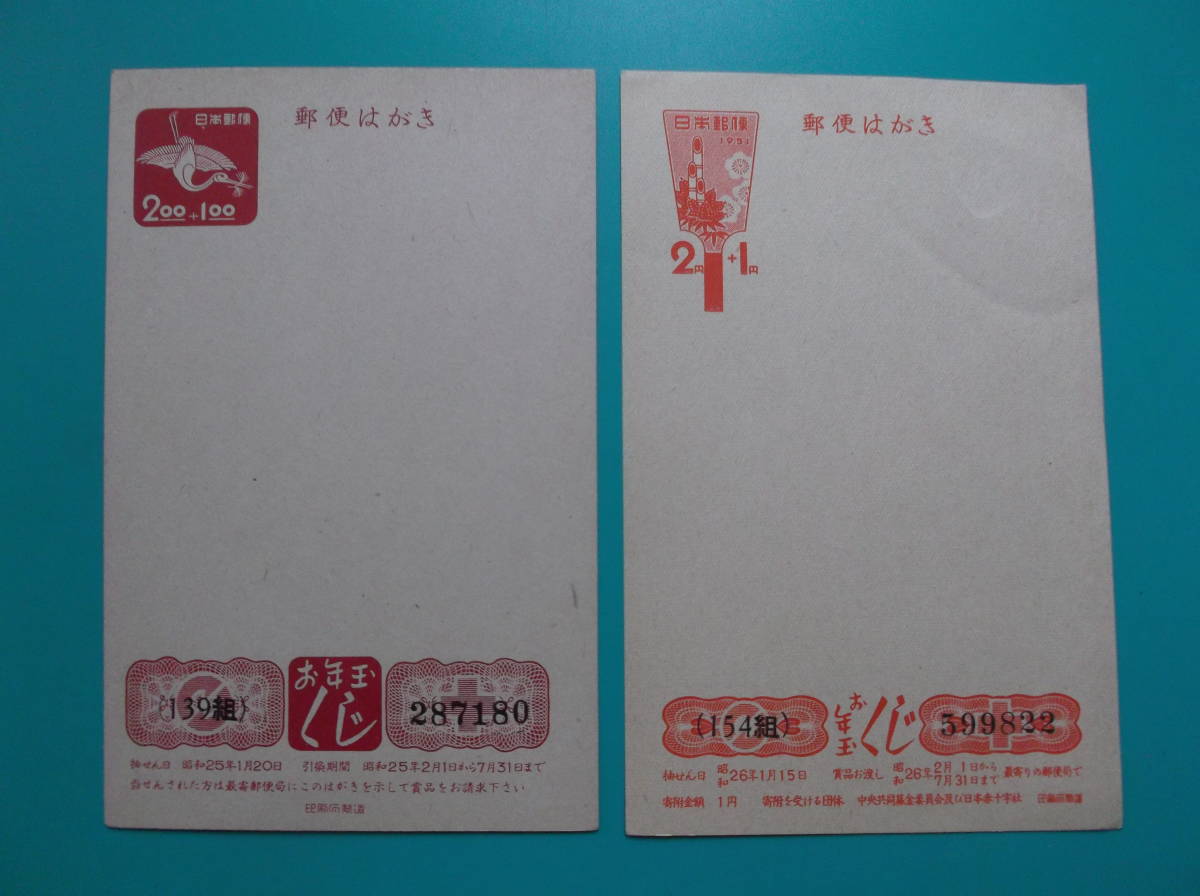 日本郵便
2oo+1oo
郵便はがき
(139組)
お年玉
くじ
287180
抽せん日 昭和25年1月20日 引換期間 昭和25年2月1日から7月31日まで
当せんされた方は最寄郵便局にこのはがきを示して賞品をお請求下さい
印刷局製造
日本郵便
1951
2円+1円
郵便はがき
(154組)
お年玉
くじ
599822
抽せん日 昭和26年1月15日 賞品お渡し 昭和26年2月1日から7月31日まで 最寄りの郵便局で
寄附金額 1円 寄附を受ける団体 中央共同募金委員会及び日本赤十字社 印刷局製造